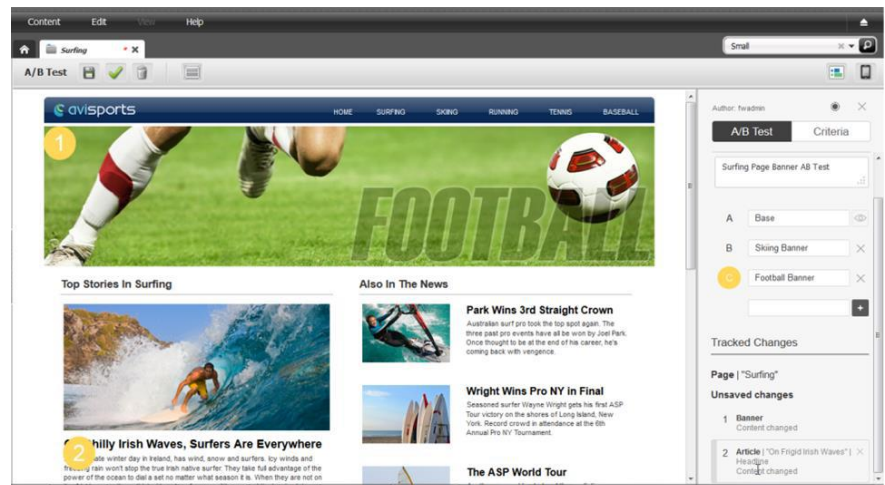 Content Edit View Help
Surfing * X
Small
A/B Test
avisports
HOME SURFING SKIING RUNNING TENNIS BASEBALL
1
FOOTBALL
Top Stories In Surfing
Also In The News
Park Wins 3rd Straight Crown
Australian surf pro took the top spot again. The
three past pro events have all be won by Joel Park.
Once thought to be at the end of his career, he's
coming back with vengence.
Wright Wins Pro NY in Final
Seasoned surfer Wayne Wright gets his first ASP
Tour victory on the shores of Long Island, New
York. Record crowd in attendance at the 6th
Annual Pro NY Tournament.
The ASP World Tour
2
hilly Irish Waves, Surfers Are Everywhere
ate winter day in Ireland, has wind, snow and surfers. Icy winds and
rain won't stop the true Irish native surfer. They take full advantage of the
power of the ocean to dial a set no matter what season it is. When they are not on
Author: fwadmin
A/B Test Criteria
Surfing Page Banner AB Test
A Base
B Skiing Banner
C Football Banner
Tracked Changes
Page | "Surfing"
Unsaved changes
1 Banner
Content changed
2 Article | "On Frigid Irish Waves" |
Headline
Content changed